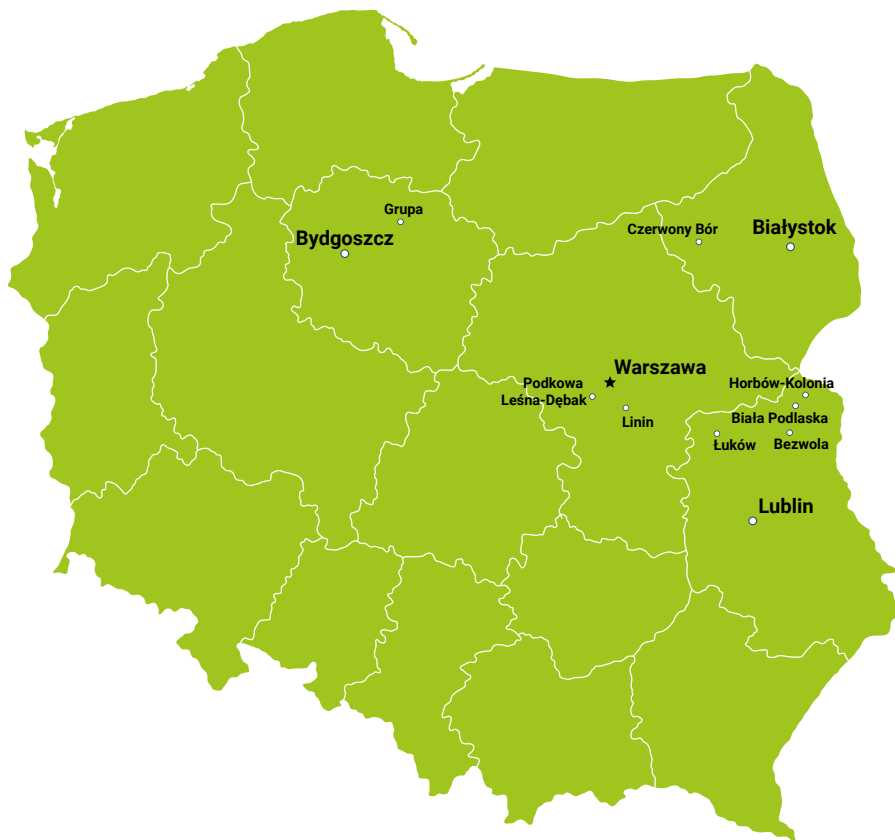 Grupa
Bydgoszcz
Czerwony Bór
Białystok
Warszawa
Podkowa
Leśna-Dębak
Linin
Horbów-Kolonia
Biała Podlaska
Łuków
Bezwola
Lublin